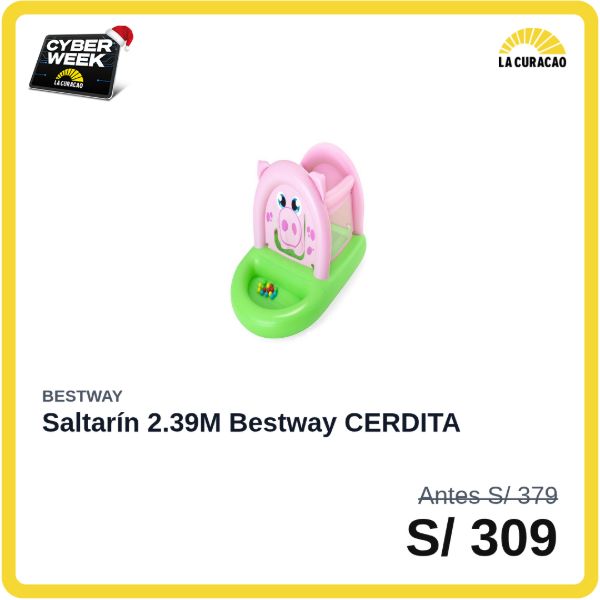 CYBER
WEEK
LA CURACAO
LA CURACAO
BESTWAY
Saltarín 2.39M Bestway CERDITA
Antes S/ 379
S/ 309